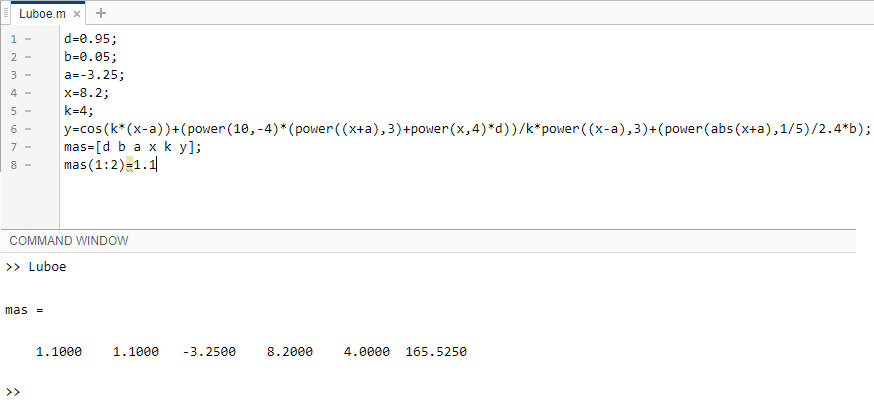 Luboe.m × +
1 – d=0.95;
2 – b=0.05;
3 – a=-3.25;
4 – x=8.2;
5 – k=4;
6 – y=cos(k*(x-a))+(power(10,-4)*(power((x+a),3)+power(x,4)*d))/k*power((x-a),3)+(power(abs(x+a),1/5)/2.4*b);
7 – mas=[d b a x k y];
8 – mas(1:2)=1.1
COMMAND WINDOW
>> Luboe
mas =
1.1000 1.1000 -3.2500 8.2000 4.0000 165.5250
>>